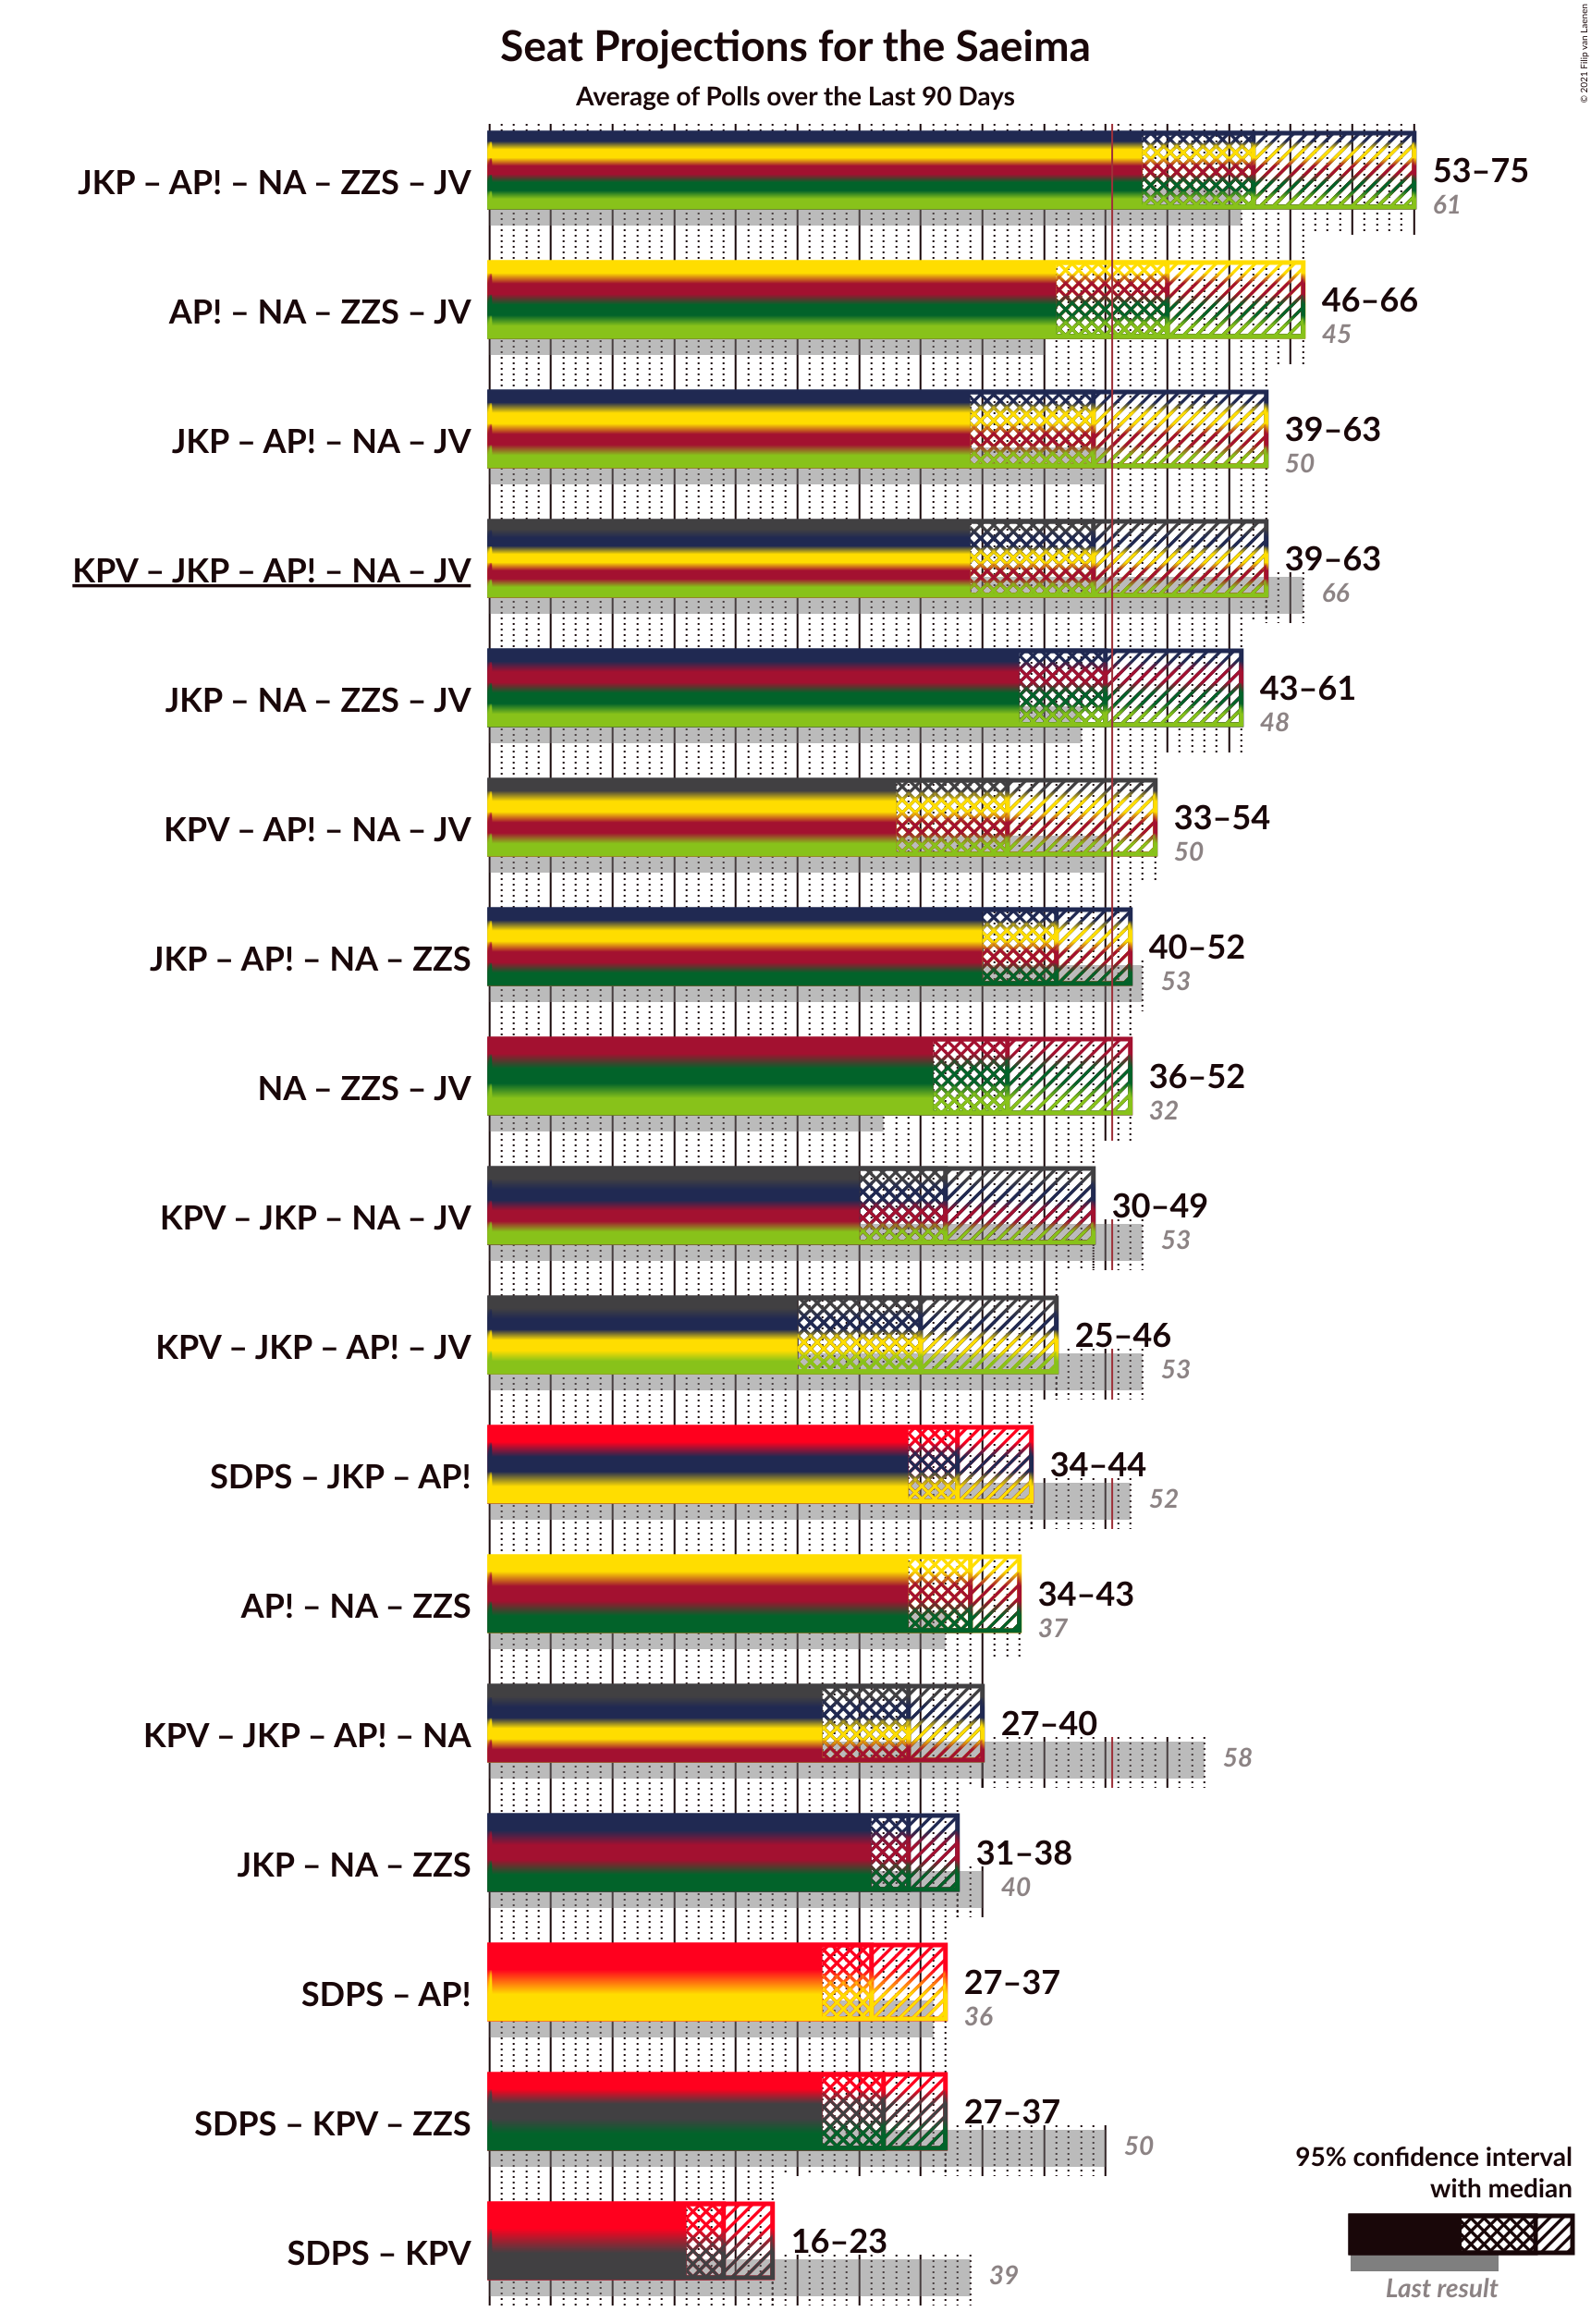 Seat Projections for the Saeima
Average of Polls over the Last 90 Days
© 2021 Filip van Laenen
JKP – AP! – NA – ZZS – JV
53–75
61
AP! – NA – ZZS – JV
46–66
45
JKP – AP! – NA – JV
39–63
50
KPV – JKP – AP! – NA – JV
39–63
66
JKP – NA – ZZS – JV
43–61
48
KPV – AP! – NA – JV
33–54
50
JKP – AP! – NA – ZZS
40–52
53
NA – ZZS – JV
36–52
32
KPV – JKP – NA – JV
30–49
53
KPV – JKP – AP! – JV
25–46
53
SDPS – JKP – AP!
34–44
52
AP! – NA – ZZS
34–43
37
KPV – JKP – AP! – NA
27–40
58
JKP – NA – ZZS
31–38
40
SDPS – AP!
27–37
36
SDPS – KPV – ZZS
27–37
50
SDPS – KPV
16–23
39
95% confidence interval
with median
Last result